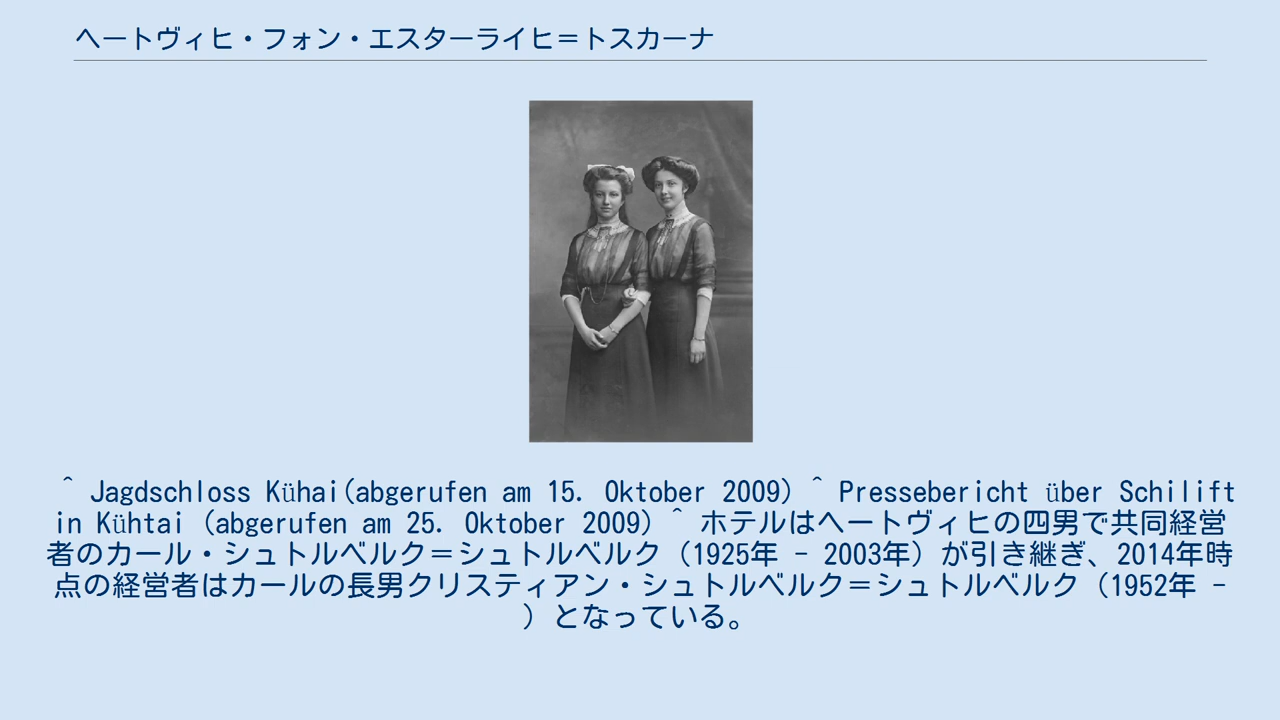 ヘートヴィヒ・フォン・エスターライヒ＝トスカーナ
^ Jagdschloss Kühai(abgerufen am 15. Oktober 2009) ^ Pressebericht über Schilift
in Kühtai (abgerufen am 25. Oktober 2009) ^ ホテルはヘートヴィヒの四男で共同経営
者のカール・シュトルベルク＝シュトルベルク（1925年 - 2003年）が引き継ぎ、2014年時
点の経営者はカールの長男クリスティアン・シュトルベルク＝シュトルベルク（1952年 -
）となっている。